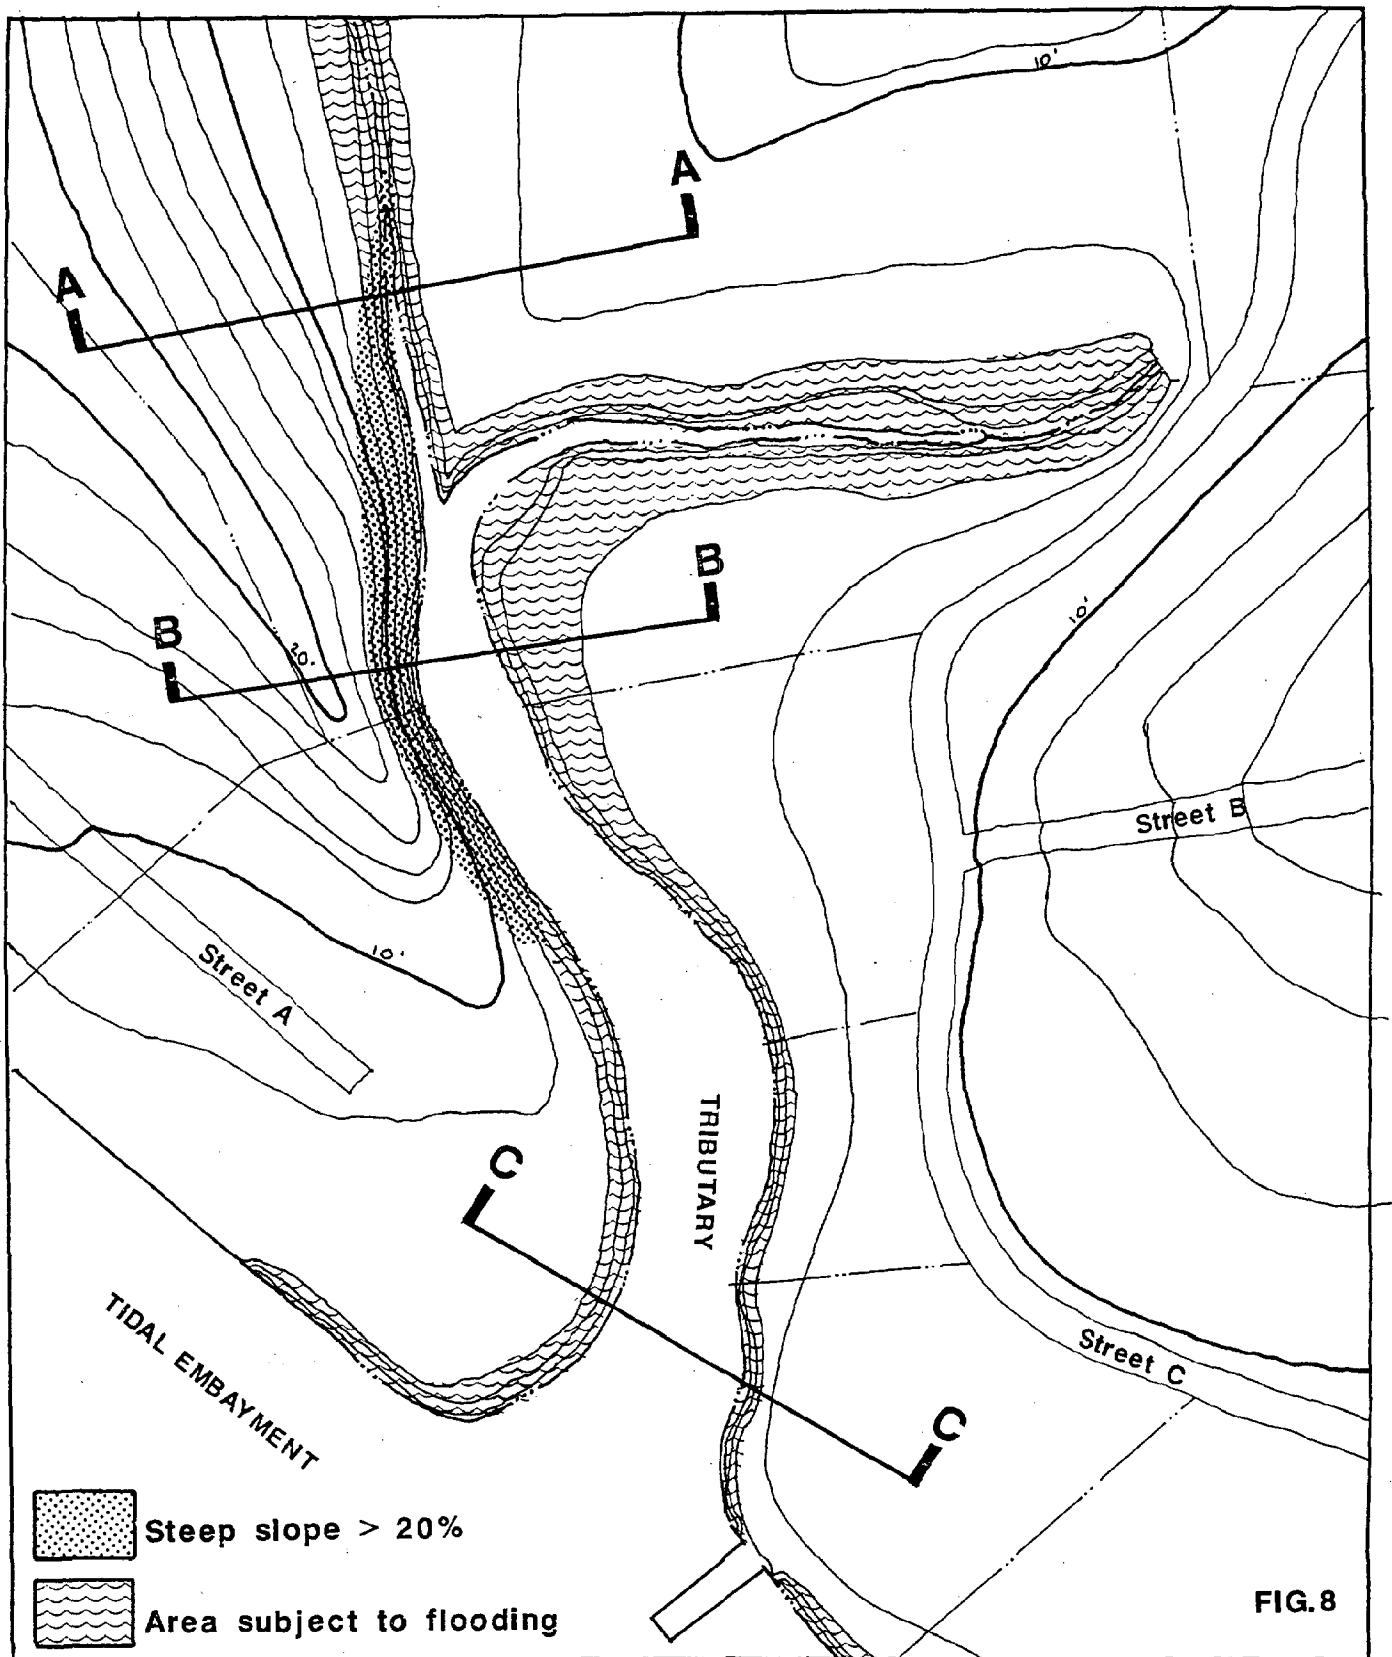 10'
A
A
B
B
10'
20'
Street B
10'
Street A
TRIBUTARY
C
TIDAL EMBAYMENT
Street C
C
Steep slope > 20%
Area subject to flooding
FIG.8